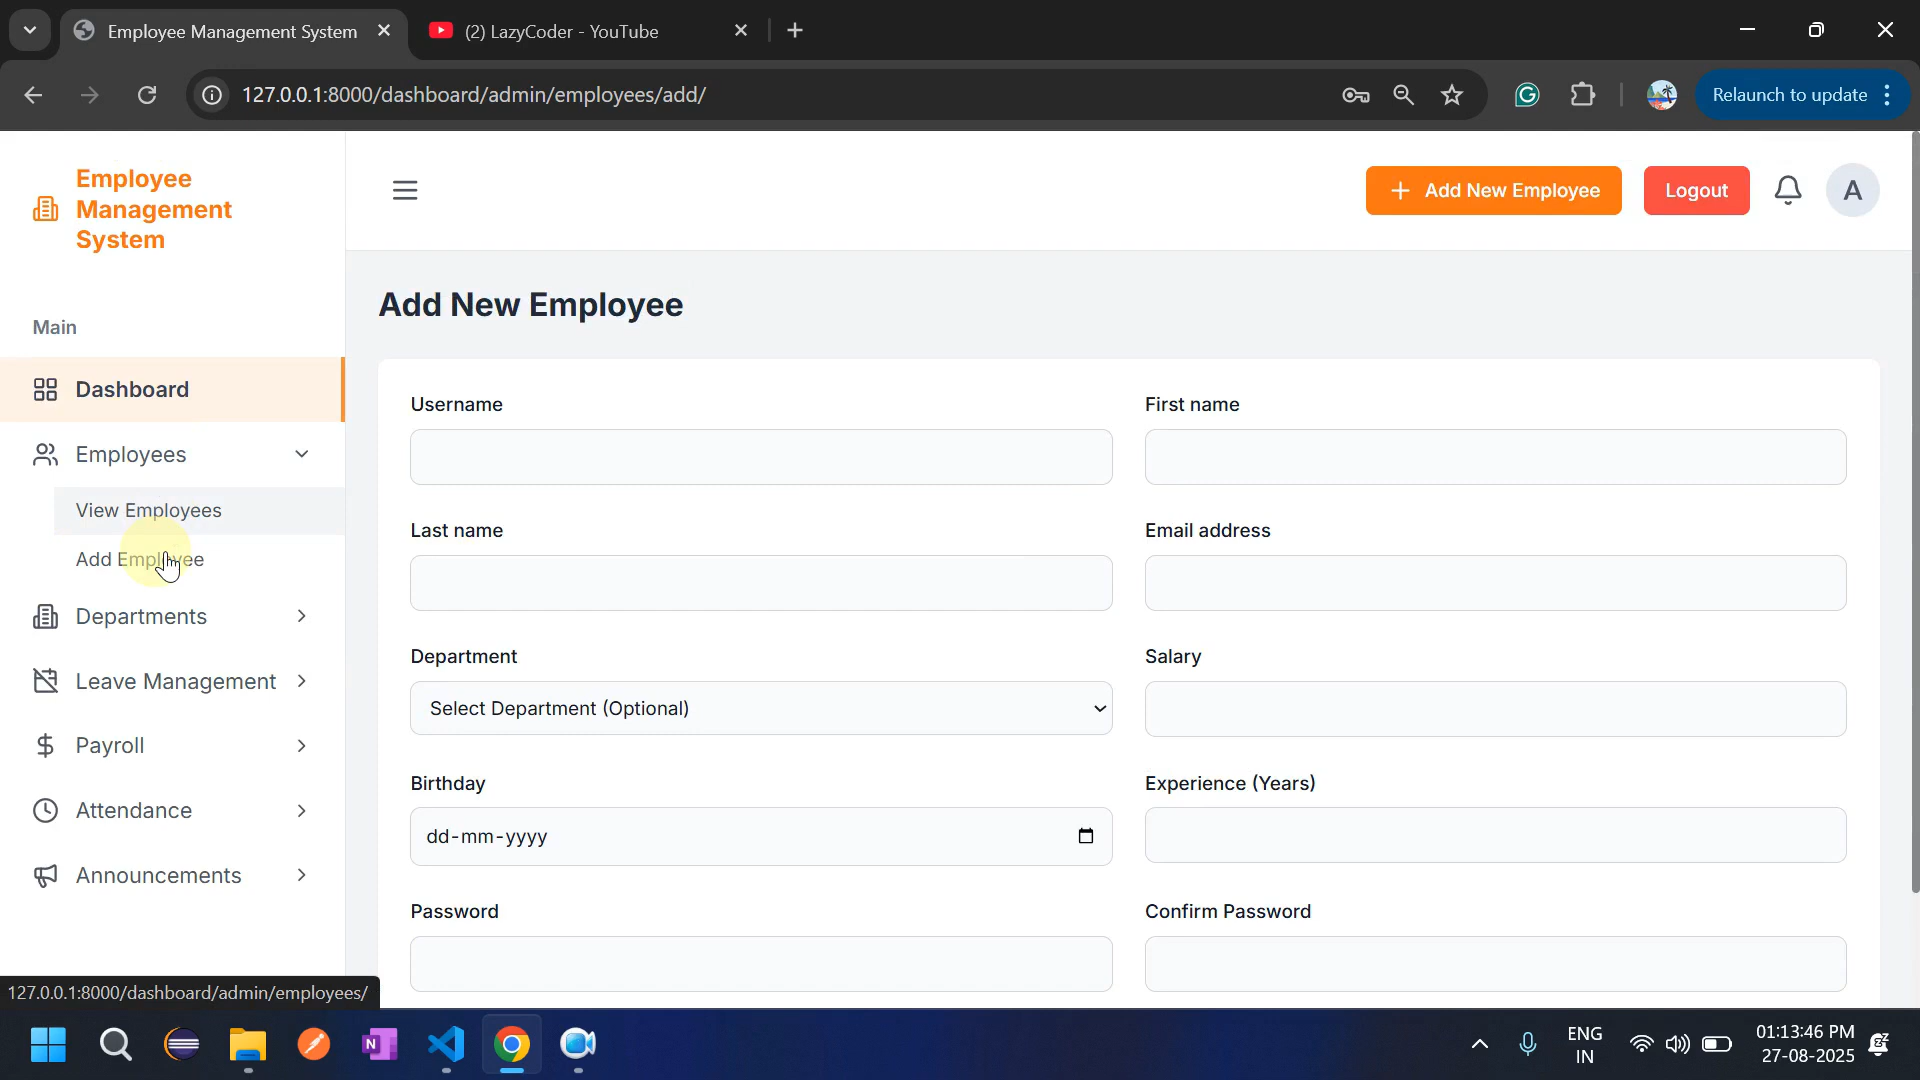 Employee Management System
(2) LazyCoder - YouTube
127.0.0.1:8000/dashboard/admin/employees/add/
Relaunch to update
Employee
Management
System
Add New Employee
Logout
A
Main
Dashboard
Employees
View Employees
Add Employee
Departments
Leave Management
Payroll
Attendance
Announcements
Add New Employee
Username
First name
Last name
Email address
Department
Salary
Select Department (Optional)
Birthday
Experience (Years)
dd-mm-yyyy
Password
Confirm Password
127.0.0.1:8000/dashboard/admin/employees/
N
ENG
IN
01:13:46 PM
27-08-2025